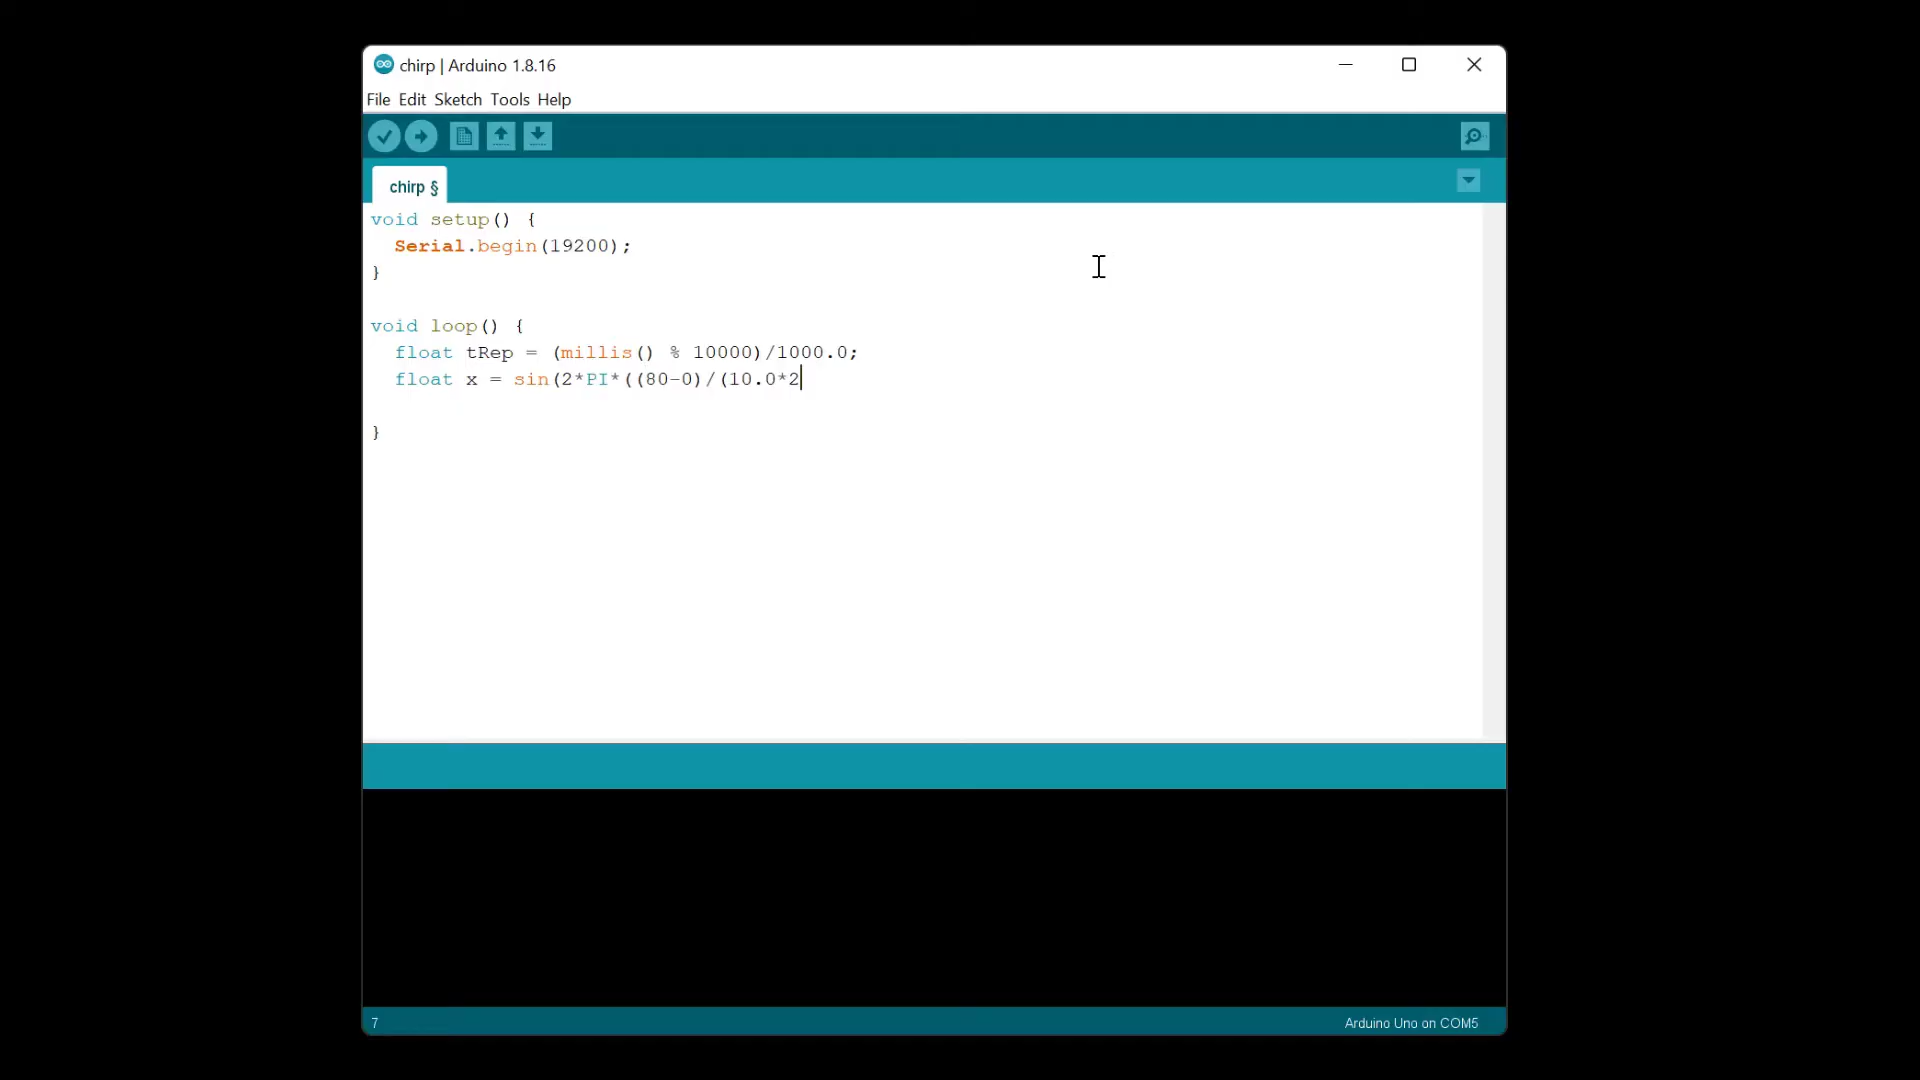 chirp | Arduino 1.8.16
File Edit Sketch Tools Help
chirp §
void setup() {
  Serial.begin(19200);
}
void loop() {
  float tRep = (millis() % 10000)/1000.0;
  float x = sin(2*PI*((80-0)/(10.0*2
}
7
Arduino Uno on COM5